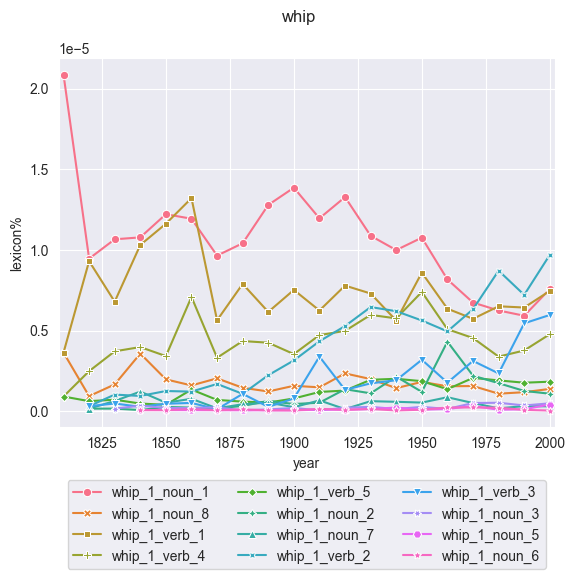 whip
1e−5
2.0
1.5
1.0
0.5
0.0
lexicon%
1825 1850 1875 1900 1925 1950 1975 2000
year
whip_1_noun_1 whip_1_verb_5 whip_1_verb_3
whip_1_noun_8 whip_1_noun_2 whip_1_noun_3
whip_1_verb_1 whip_1_noun_7 whip_1_noun_5
whip_1_verb_4 whip_1_verb_2 whip_1_noun_6